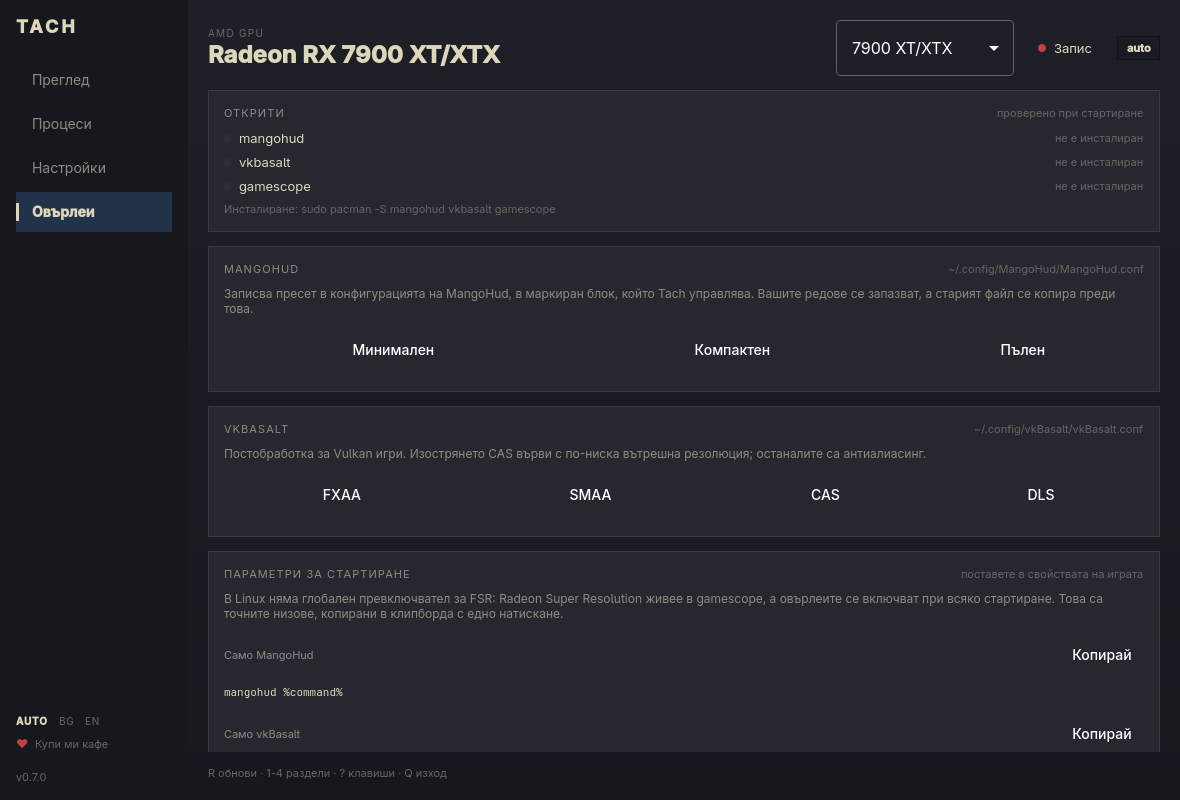 TACH
Преглед
Процеси
Настройки
Овърлеи
AUTO BG EN
Купи ми кафе
v0.7.0
AMD GPU
Radeon RX 7900 XT/XTX
7900 XT/XTX
Запис
auto
ОТКРИТИ
проверено при стартиране
mangohud
не е инсталиран
vkbasalt
не е инсталиран
gamescope
не е инсталиран
Инсталиране: sudo pacman -S mangohud vkbasalt gamescope
MANGOHUD
~/.config/MangoHud/MangoHud.conf
Записва пресет в конфигурацията на MangoHud, в маркиран блок, който Tach управлява. Вашите редове се запазват, а старият файл се копира преди
това.
Минимален
Компактен
Пълен
VKBASALT
~/.config/vkBasalt/vkBasalt.conf
Постобработка за Vulkan игри. Изострянето CAS върви с по-ниска вътрешна резолюция; останалите са антиалиасинг.
FXAA
SMAA
CAS
DLS
ПАРАМЕТРИ ЗА СТАРТИРАНЕ
поставете в свойствата на играта
В Linux няма глобален превключвател за FSR: Radeon Super Resolution живее в gamescope, а овърлеите се включват при всяко стартиране. Това са
точните низове, копирани в клипборда с едно натискане.
Само MangoHud
Копирай
mangohud %command%
Само vkBasalt
Копирай
R обнови · 1-4 раздели · ? клавиши · Q изход